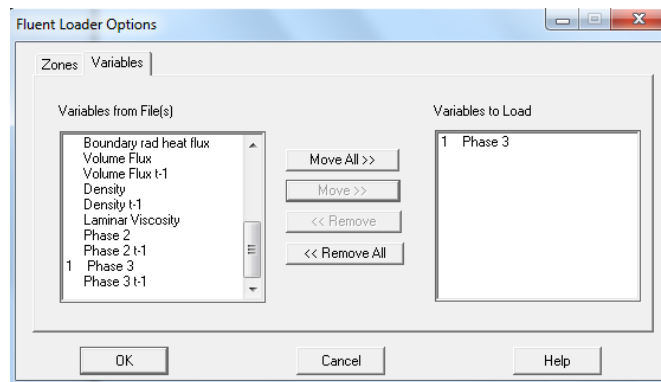 Fluent Loader Options
Zones Variables
Variables from File(s)
Variables to Load
Boundary rad heat flux
Volume Flux
Volume Flux t-1
Density
Density t-1
Laminar Viscosity
Phase 2
Phase 2 t-1
1 Phase 3
Phase 3 t-1
Move All >>
Move >>
<< Remove
<< Remove All
1 Phase 3
OK
Cancel
Help